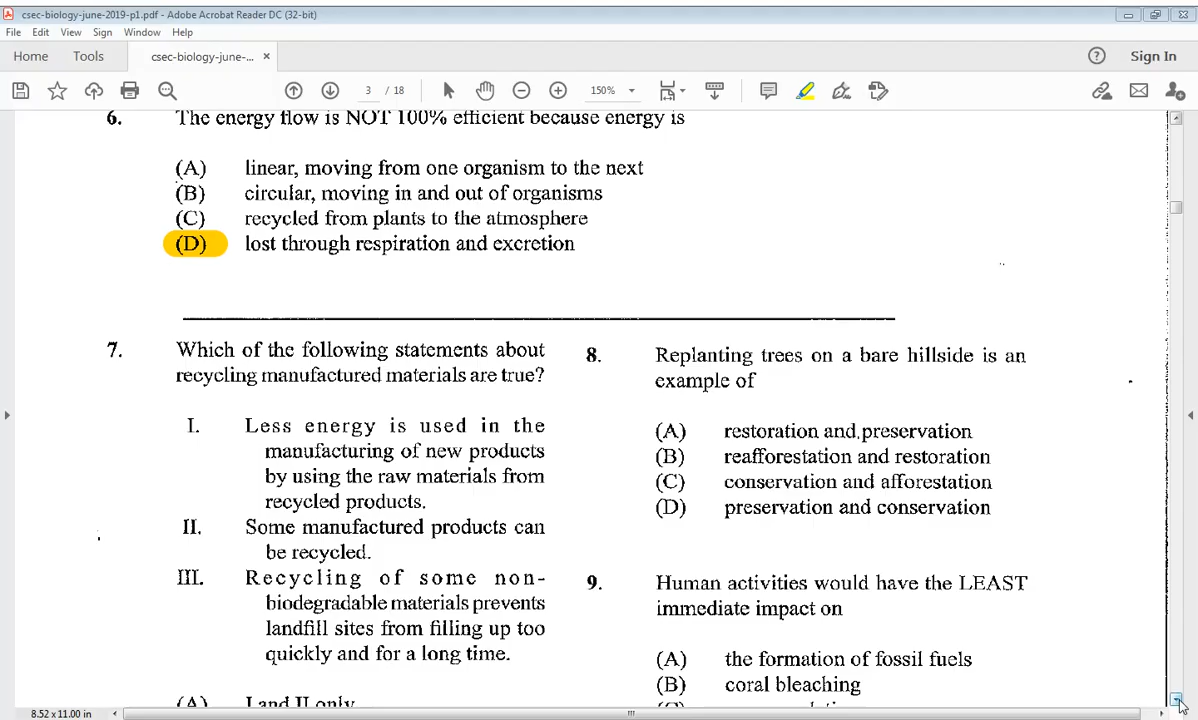 csec-biology-june-2019-p1.pdf - Adobe Acrobat Reader DC (32-bit)
File Edit View Sign Window Help
Home Tools csec-biology-june-... × Sign In
3 / 18 150%
6. The energy flow is NOT 100% efficient because energy is
(A) linear, moving from one organism to the next
(B) circular, moving in and out of organisms
(C) recycled from plants to the atmosphere
(D) lost through respiration and excretion
7. Which of the following statements about
recycling manufactured materials are true?
I. Less energy is used in the
manufacturing of new products
by using the raw materials from
recycled products.
II. Some manufactured products can
be recycled.
III. Recycling of some non-
biodegradable materials prevents
landfill sites from filling up too
quickly and for a long time.
(A) I and II only
8. Replanting trees on a bare hillside is an
example of
(A) restoration and preservation
(B) reafforestation and restoration
(C) conservation and afforestation
(D) preservation and conservation
9. Human activities would have the LEAST
immediate impact on
(A) the formation of fossil fuels
(B) coral bleaching
8.52 x 11.00 in